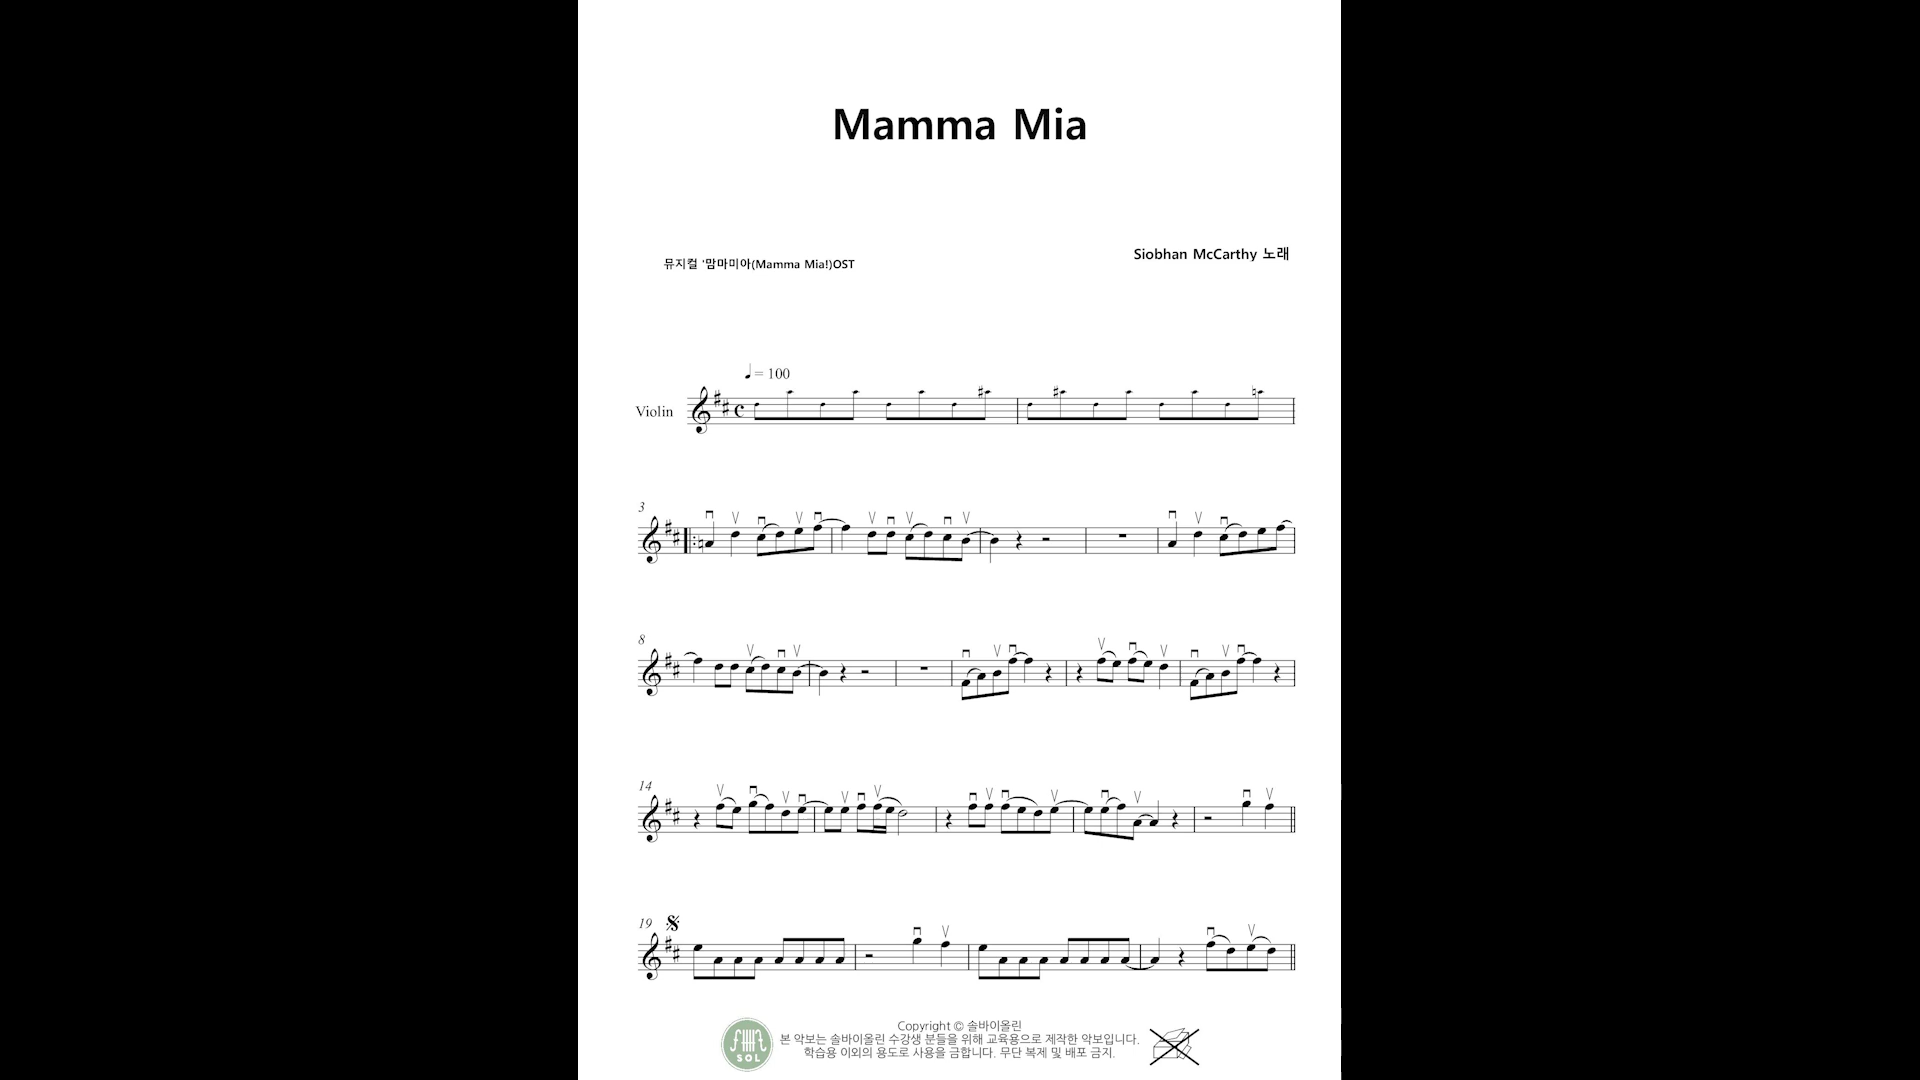 Mamma Mia
Siobhan McCarthy 노래
뮤지컬 '맘마미아(Mamma Mia!)OST
= 100
Violin
3
8
14
19
Copyright © 솔바이올린
본 악보는 솔바이올린 수강생 분들을 위해 교육용으로 제작한 악보입니다.
학습용 이외의 용도로 사용을 금합니다. 무단 복제 및 배포 금지.
SOL